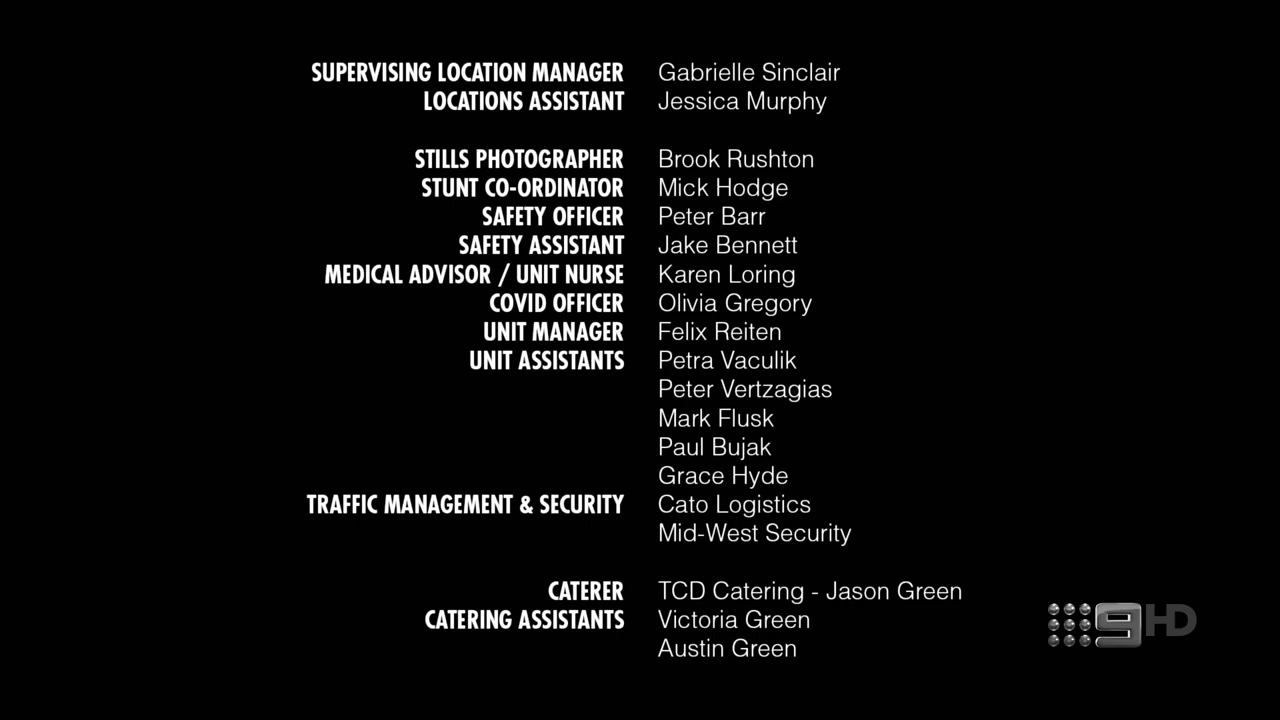 SUPERVISING LOCATION MANAGER Gabrielle Sinclair
LOCATIONS ASSISTANT Jessica Murphy
STILLS PHOTOGRAPHER Brook Rushton
STUNT CO-ORDINATOR Mick Hodge
SAFETY OFFICER Peter Barr
SAFETY ASSISTANT Jake Bennett
MEDICAL ADVISOR / UNIT NURSE Karen Loring
COVID OFFICER Olivia Gregory
UNIT MANAGER Felix Reiten
UNIT ASSISTANTS Petra Vaculik
Peter Vertzagias
Mark Flusk
Paul Bujak
Grace Hyde
TRAFFIC MANAGEMENT & SECURITY Cato Logistics
Mid-West Security
CATERER TCD Catering - Jason Green
CATERING ASSISTANTS Victoria Green
Austin Green
9HD